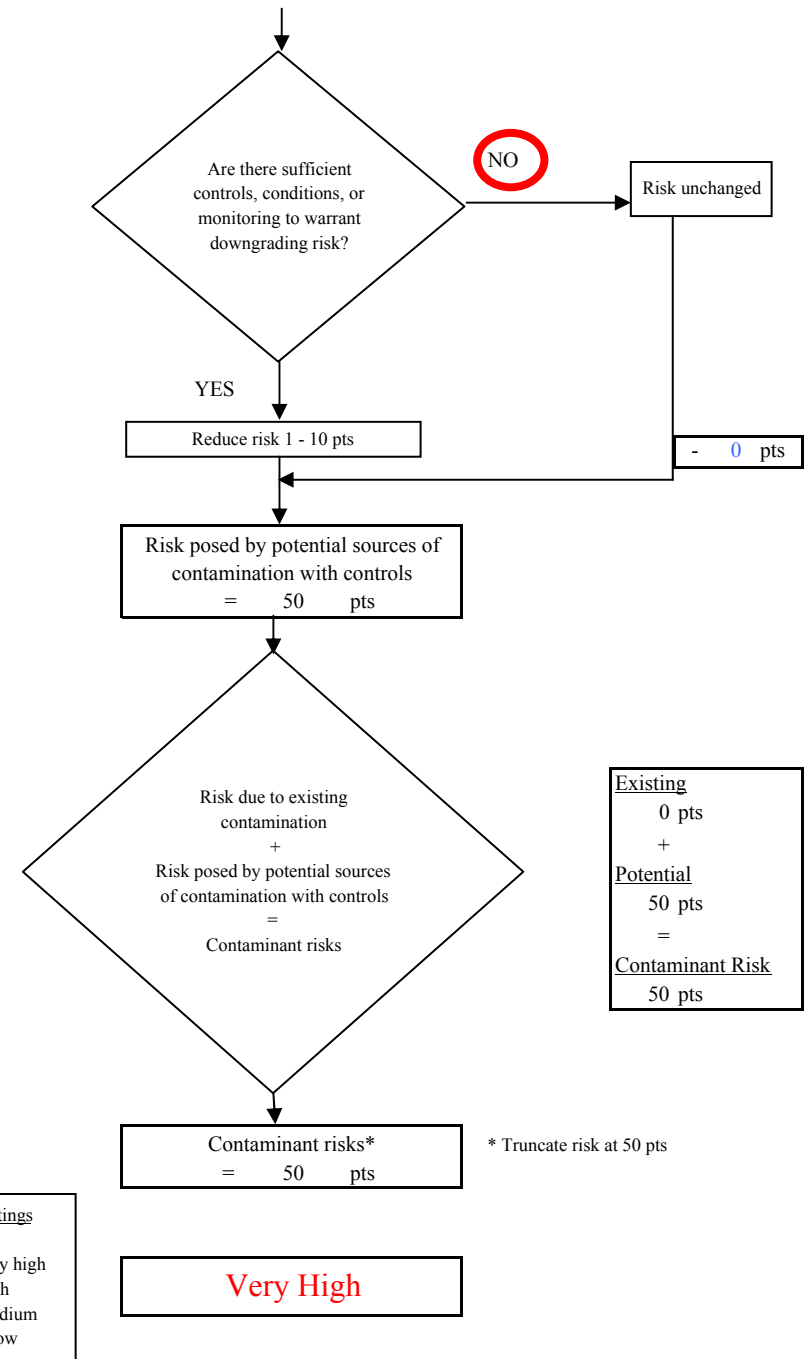 Are there sufficient
controls, conditions, or
monitoring to warrant
downgrading risk?
NO
Risk unchanged
YES
Reduce risk 1 - 10 pts
- 0 pts
Risk posed by potential sources of
contamination with controls
= 50 pts
Risk due to existing
contamination
+
Risk posed by potential sources
of contamination with controls
=
Contaminant risks
Existing
0 pts
+
Potential
50 pts
=
Contaminant Risk
50 pts
Contaminant risks*
= 50 pts
* Truncate risk at 50 pts
high
Very High